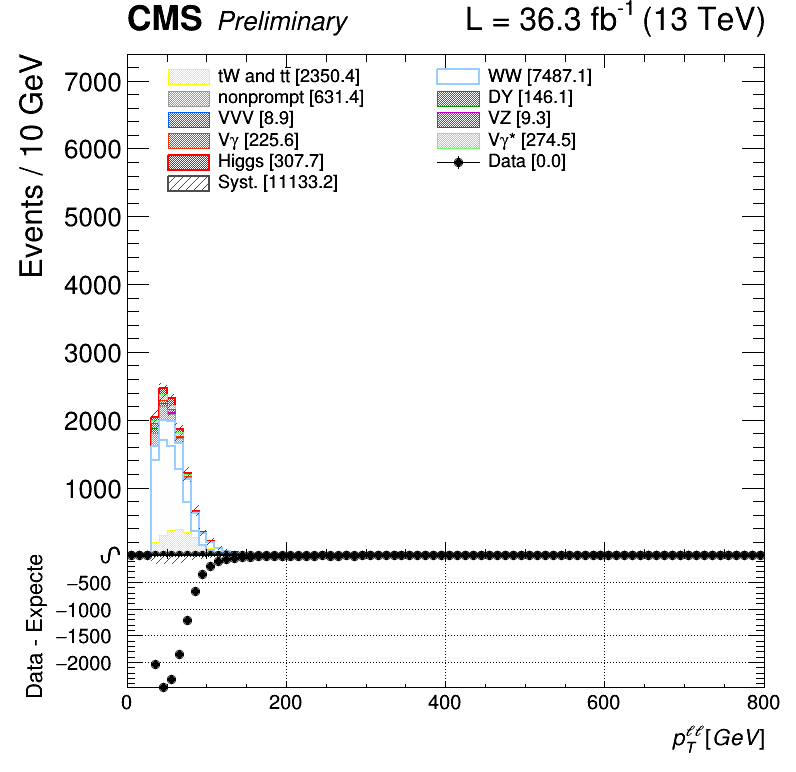 CMS Preliminary L = 36.3 fb⁻¹ (13 TeV)
Events / 10 GeV
7000
6000
5000
4000
3000
2000
1000
tW and tt̄ [2350.4]
nonprompt [631.4]
VVV [8.9]
Vγ [225.6]
Higgs [307.7]
Syst. [11133.2]
WW [7487.1]
DY [146.1]
VZ [9.3]
Vγ* [274.5]
Data [0.0]
Data - Expecte
−500
−1000
−1500
−2000
0 200 400 600 800
p_T^ℓℓ [GeV]